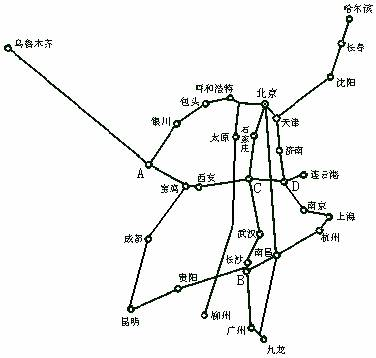 哈尔滨
长春
乌鲁木齐
沈阳
呼和浩特
北京
包头
天津
银川
太原
石家庄
济南
A
宝鸡
西安
C
D
连云港
南京
上海
成都
武汉
杭州
长沙
南昌
贵阳
B
昆明
柳州
广州
九龙